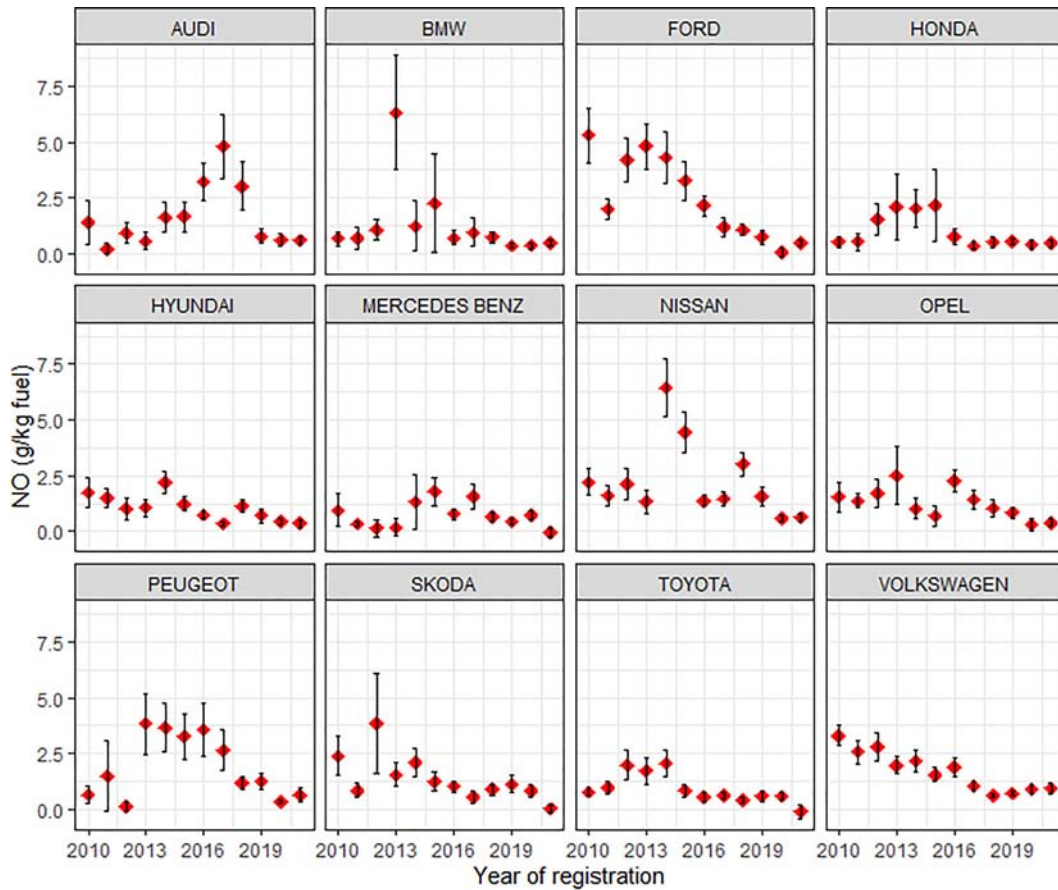 AUDI BMW FORD HONDA
7.5
5.0
2.5
0.0
HYUNDAI MERCEDES BENZ NISSAN OPEL
7.5
5.0
2.5
0.0
NO (g/kg fuel)
PEUGEOT SKODA TOYOTA VOLKSWAGEN
7.5
5.0
2.5
0.0
2010 2013 2016 2019 2010 2013 2016 2019 2010 2013 2016 2019 2010 2013 2016 2019
Year of registration